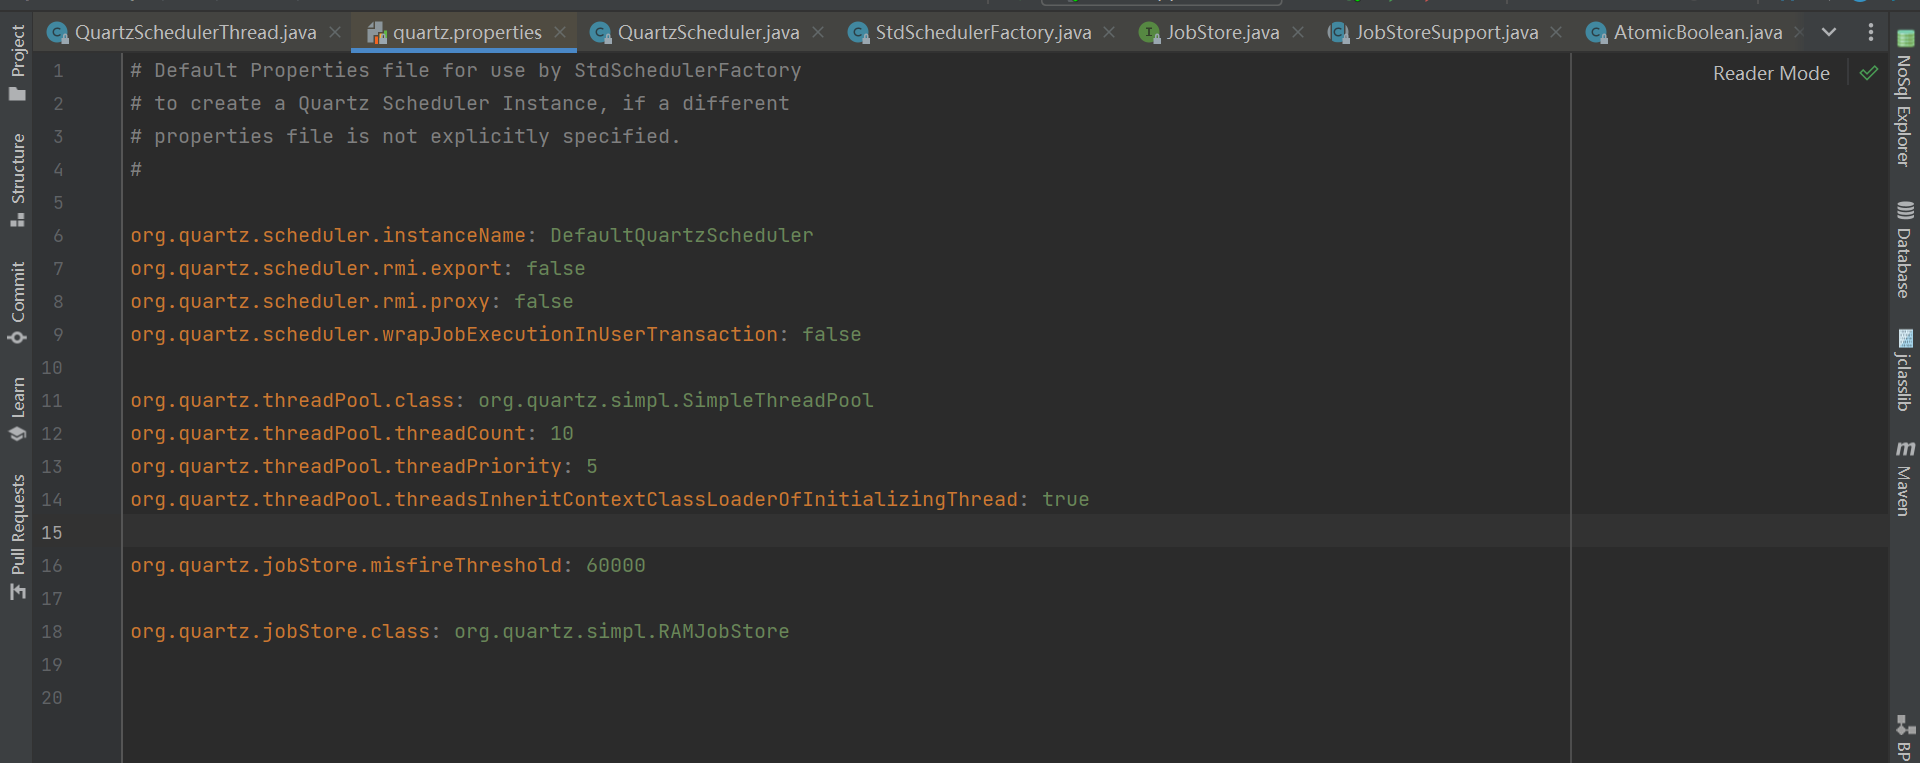 QuartzSchedulerThread.java
quartz.properties
QuartzScheduler.java
StdSchedulerFactory.java
JobStore.java
JobStoreSupport.java
AtomicBoolean.java
Reader Mode
Project
Structure
Commit
Learn
Pull Requests
1 # Default Properties file for use by StdSchedulerFactory
2 # to create a Quartz Scheduler Instance, if a different
3 # properties file is not explicitly specified.
4 #
5
6 org.quartz.scheduler.instanceName: DefaultQuartzScheduler
7 org.quartz.scheduler.rmi.export: false
8 org.quartz.scheduler.rmi.proxy: false
9 org.quartz.scheduler.wrapJobExecutionInUserTransaction: false
10
11 org.quartz.threadPool.class: org.quartz.simpl.SimpleThreadPool
12 org.quartz.threadPool.threadCount: 10
13 org.quartz.threadPool.threadPriority: 5
14 org.quartz.threadPool.threadsInheritContextClassLoaderOfInitializingThread: true
15
16 org.quartz.jobStore.misfireThreshold: 60000
17
18 org.quartz.jobStore.class: org.quartz.simpl.RAMJobStore
19
20
NoSql Explorer
Database
jclasslib
m
Maven
BP